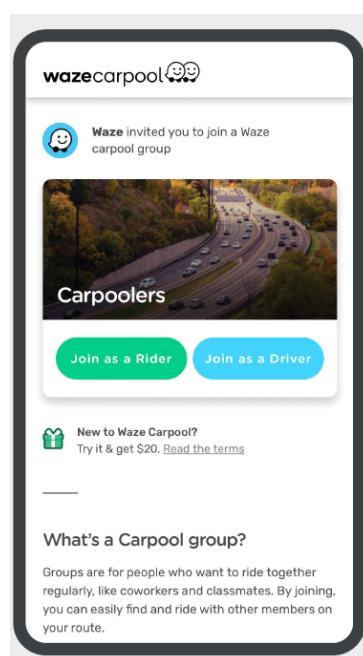 wazecarpool
Waze invited you to join a Waze
carpool group
Carpoolers
Join as a Rider
Join as a Driver
New to Waze Carpool?
Try it & get $20. Read the terms
What's a Carpool group?
Groups are for people who want to ride together
regularly, like coworkers and classmates. By joining,
you can easily find and ride with other members on
your route.